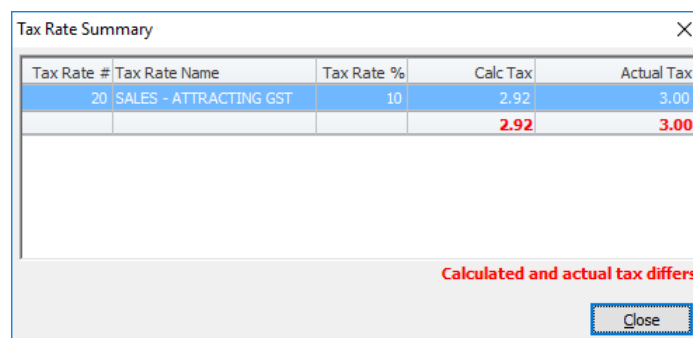 Tax Rate Summary
Tax Rate # Tax Rate Name Tax Rate % Calc Tax Actual Tax
20 SALES - ATTRACTING GST 10 2.92 3.00
2.92 3.00
Calculated and actual tax differs
Close